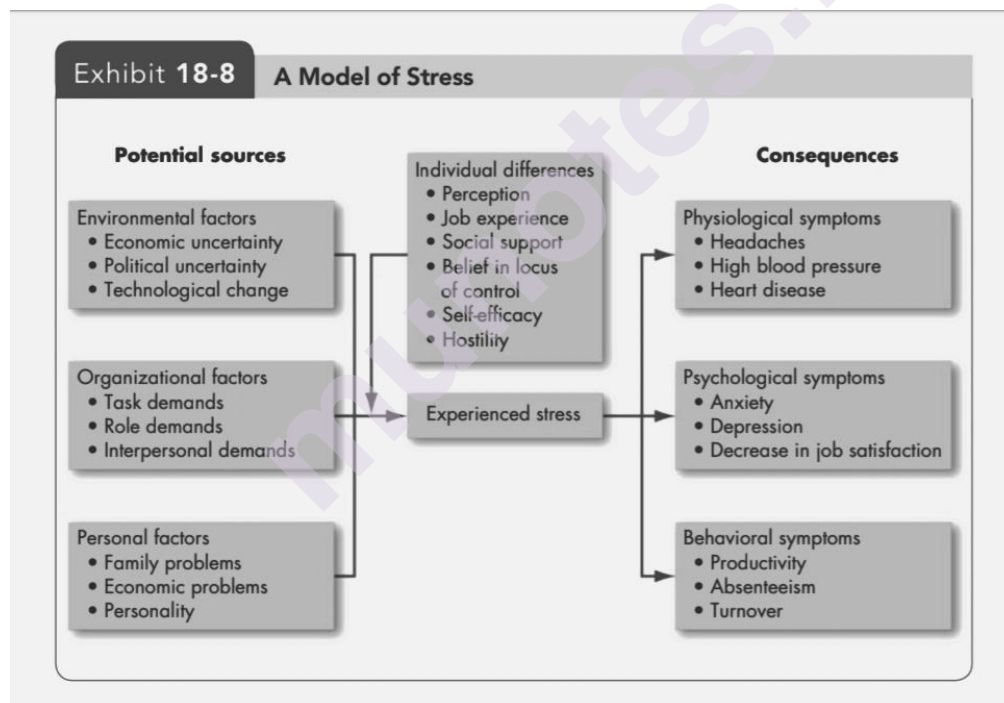 Exhibit 18-8
A Model of Stress
Potential sources
Environmental factors
• Economic uncertainty
• Political uncertainty
• Technological change
Organizational factors
• Task demands
• Role demands
• Interpersonal demands
Personal factors
• Family problems
• Economic problems
• Personality
Individual differences
• Perception
• Job experience
• Social support
• Belief in locus
of control
• Self-efficacy
• Hostility
Experienced stress
Consequences
Physiological symptoms
• Headaches
• High blood pressure
• Heart disease
Psychological symptoms
• Anxiety
• Depression
• Decrease in job satisfaction
Behavioral symptoms
• Productivity
• Absenteeism
• Turnover
munotes.